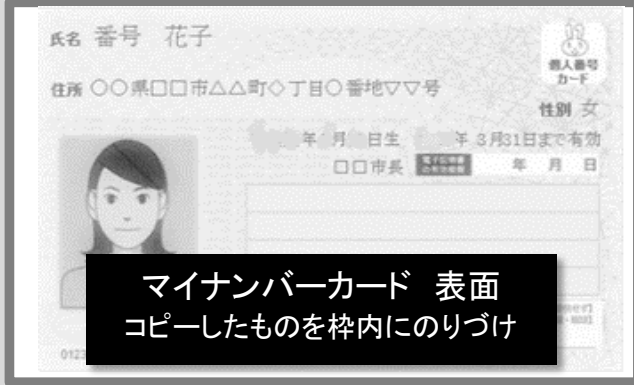 氏名 番号 花子
個人番号
カード
住所 ○○県□□市△△町◇丁目○番地▽▽号
性別 女
年 月 日生 年 3月31日まで有効
□□市長 年 月 日
マイナンバーカード 表面
コピーしたものを枠内にのりづけ
0123